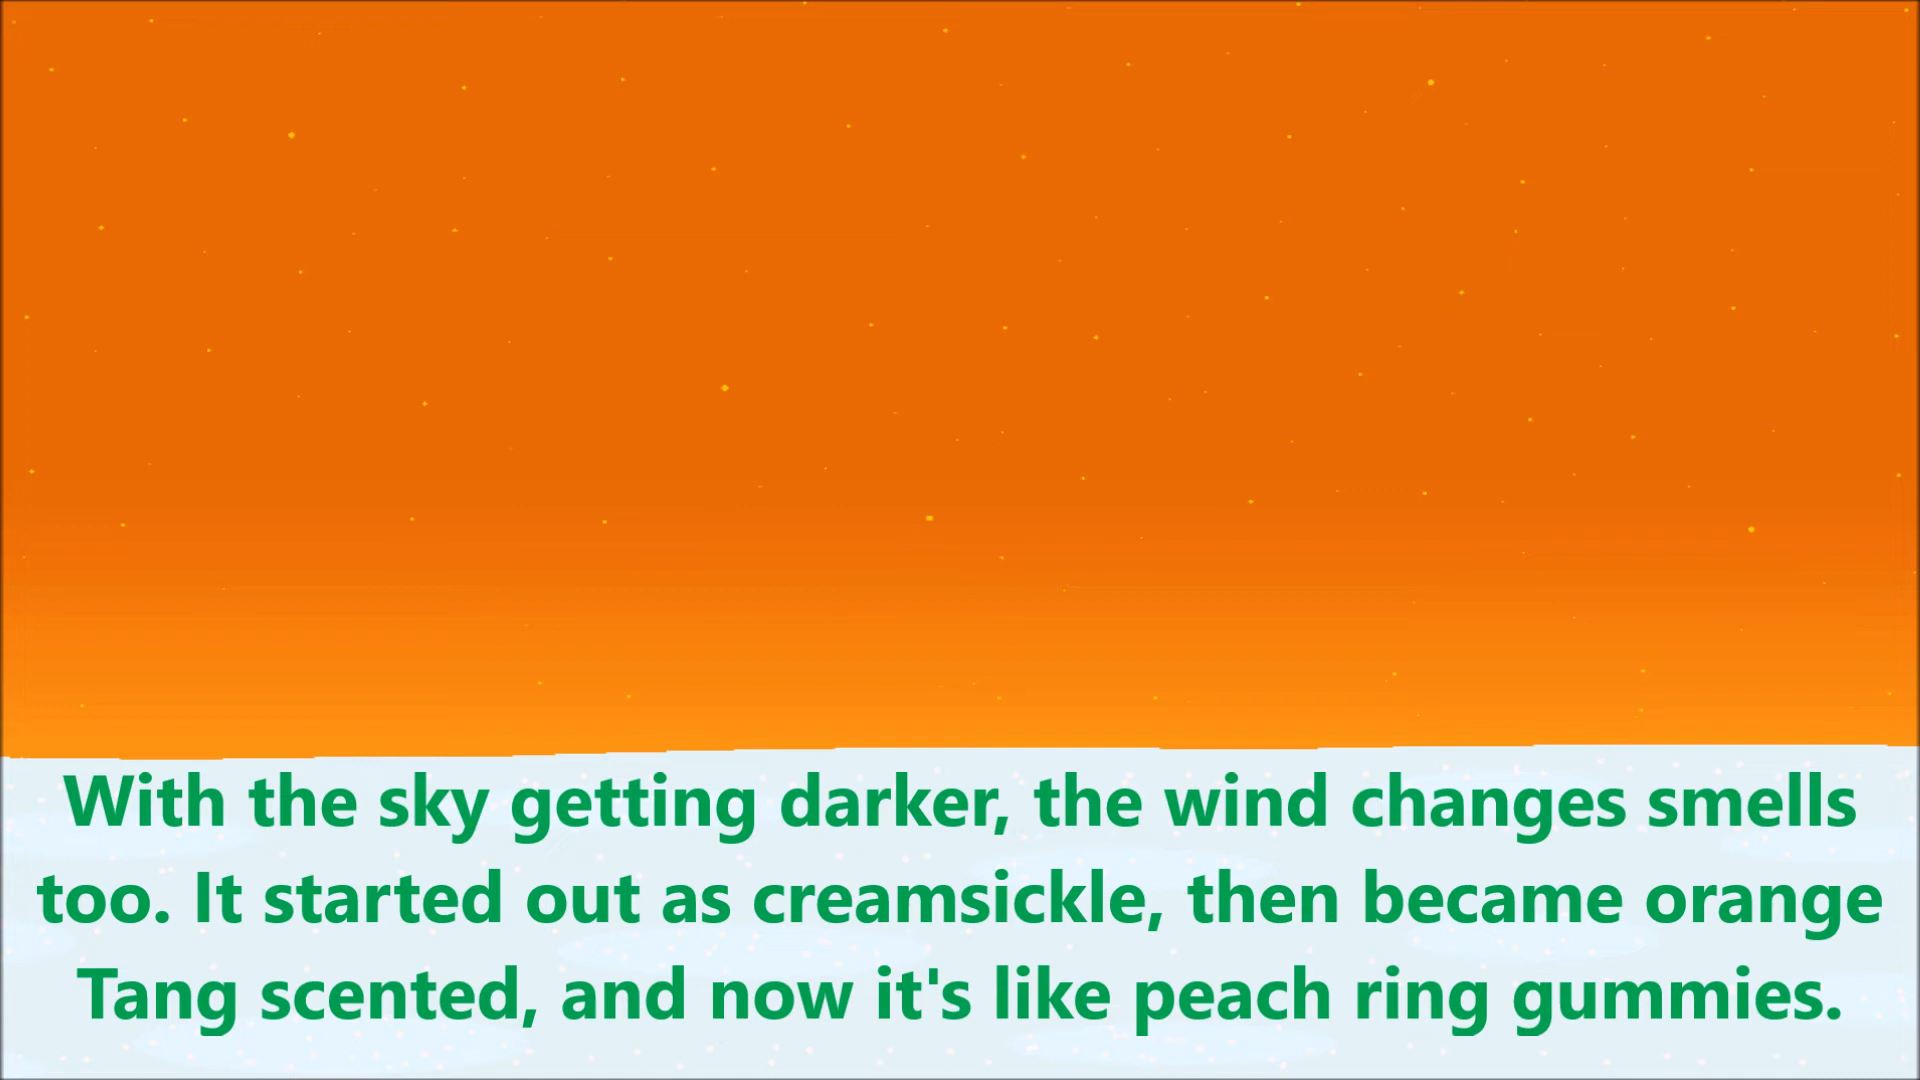 With the sky getting darker, the wind changes smells
too. It started out as creamsickle, then became orange
Tang scented, and now it's like peach ring gummies.